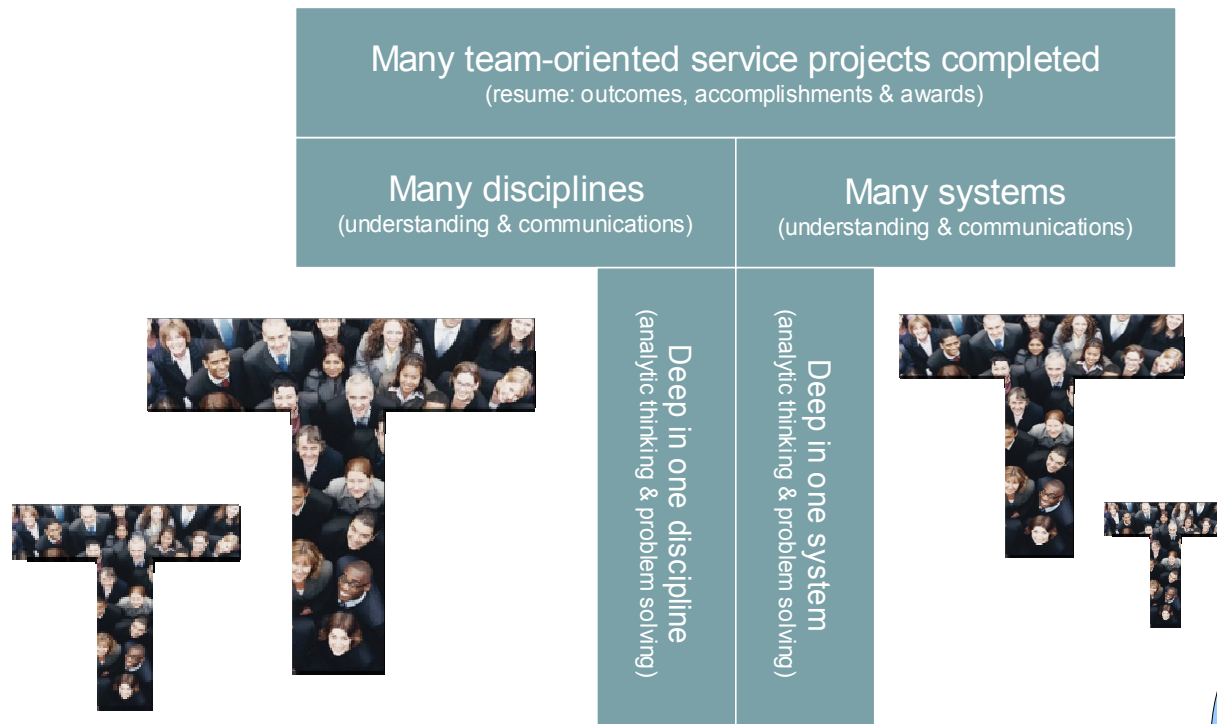 Many team-oriented service projects completed
(resume: outcomes, accomplishments & awards)
Many disciplines
(understanding & communications)
Many systems
(understanding & communications)
Deep in one discipline
(analytic thinking & problem solving)
Deep in one system
(analytic thinking & problem solving)